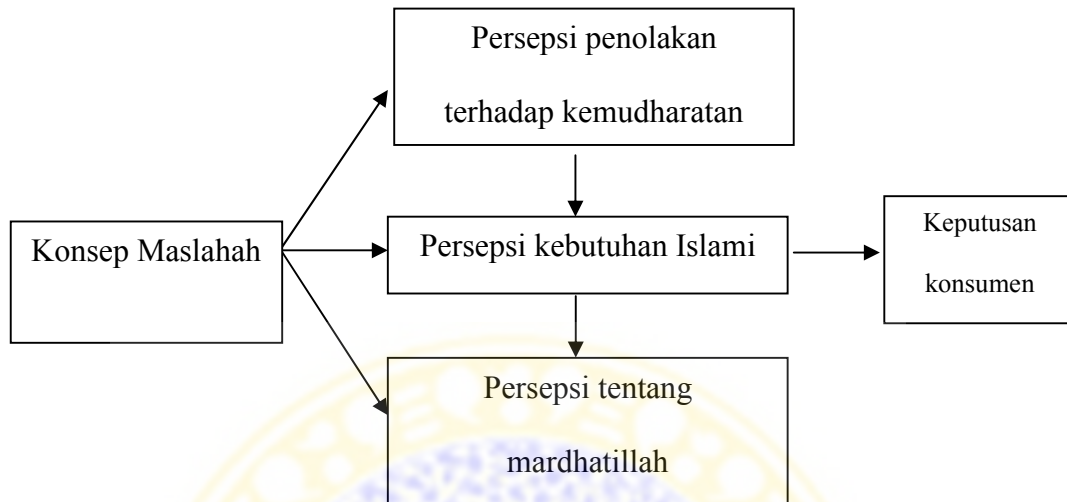 Persepsi penolakan
terhadap kemudharatan
Konsep Maslahah
Persepsi kebutuhan Islami
Keputusan
konsumen
Persepsi tentang
mardhatillah